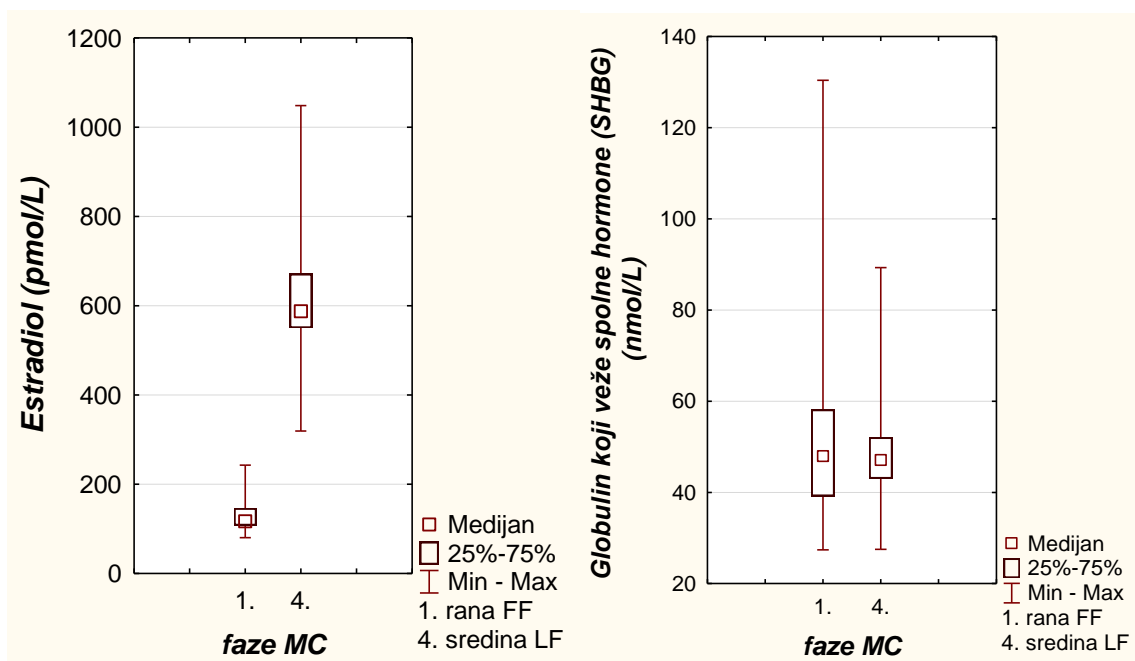 Estradiol (pmol/L)
1200
1000
800
600
400
200
0
1. 4.
faze MC
Medijan
25%-75%
Min - Max
1. rana FF
4. sredina LF
Globulin koji veže spolne hormone (SHBG)
(nmol/L)
140
120
100
80
60
40
20
1. 4.
faze MC
Medijan
25%-75%
Min - Max
1. rana FF
4. sredina LF